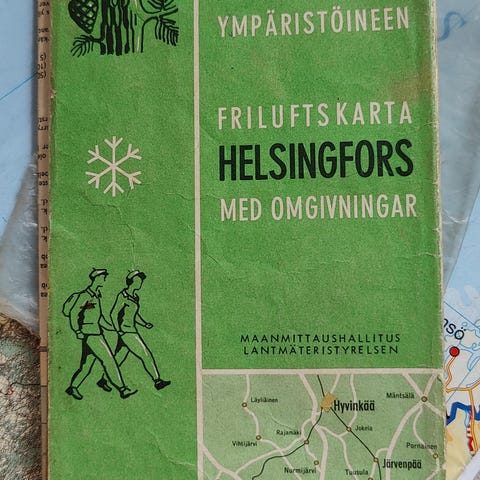 YMPÄRISTÖINEEN
FRILUFTSKARTA
HELSINGFORS
MED OMGIVNINGAR
MAANMITTAUSHALLITUS
LANTMÄTERISTYRELSEN
Läyliäinen
Hyvinkää
Mäntsälä
Rajamäki
Jokela
Vihtijärvi
Pornainen
Järvenpää
Nurmijärvi
Tuusula